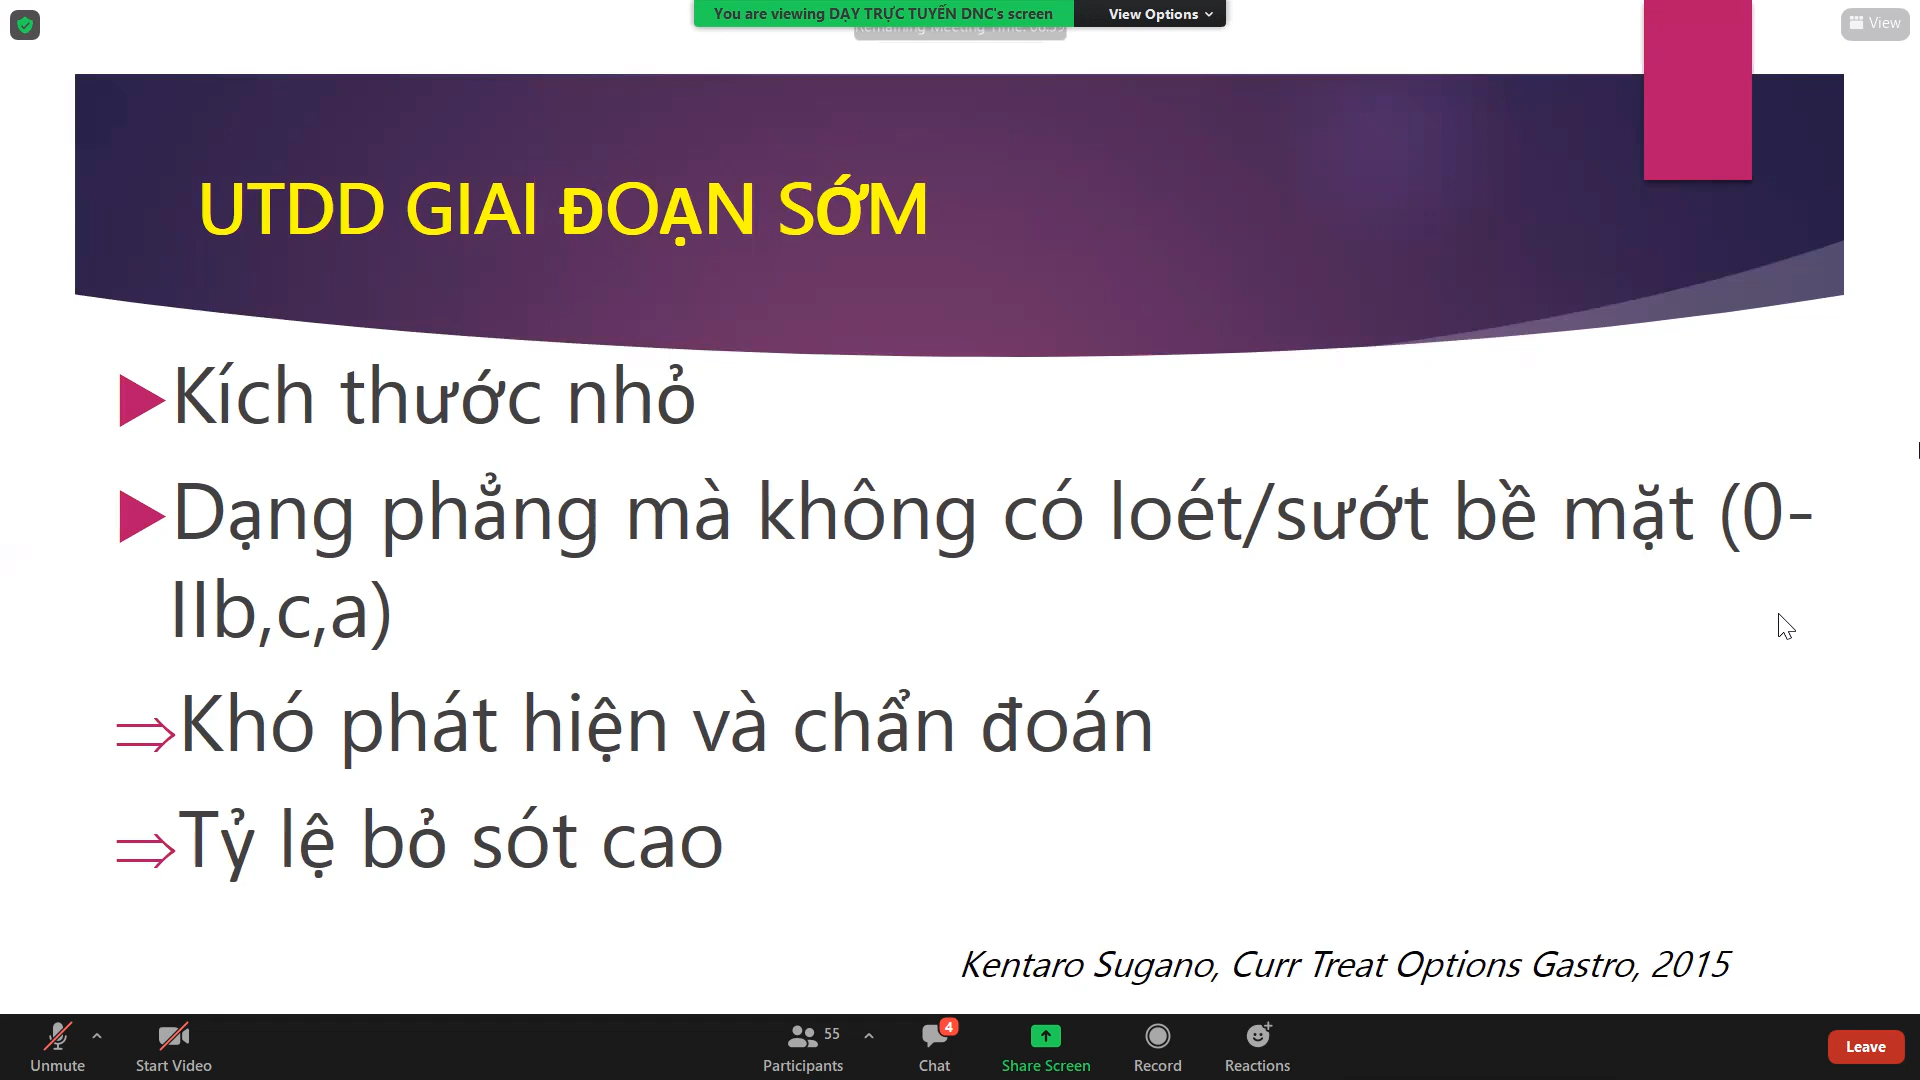 You are viewing DẠY TRỰC TUYẾN DNC's screen
View Options
View
UTDD GIAI ĐOẠN SỚM
Kích thước nhỏ
Dạng phẳng mà không có loét/sướt bề mặt (0-
IIb,c,a)
Khó phát hiện và chẩn đoán
Tỷ lệ bỏ sót cao
Kentaro Sugano, Curr Treat Options Gastro, 2015
Unmute
Start Video
55
Participants
4
Chat
Share Screen
Record
Reactions
Leave